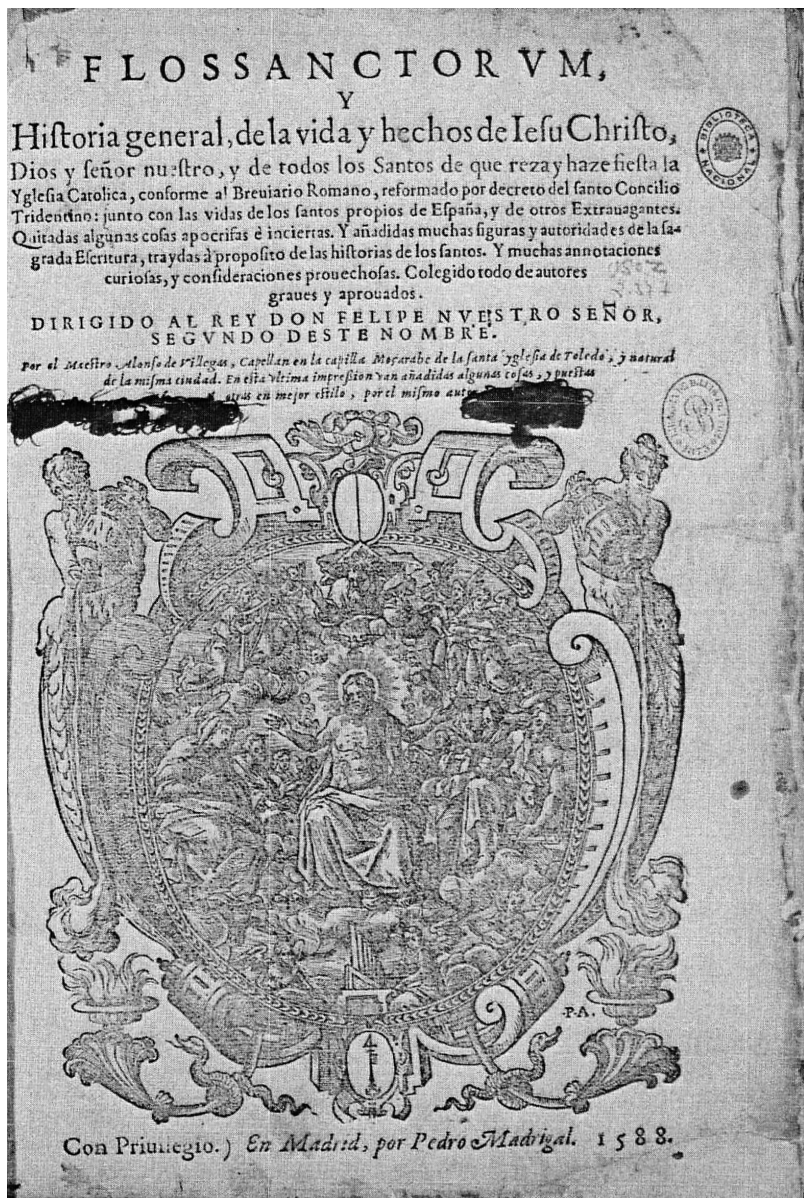 FLOSSANCTORVM,
Y
Hiſtoria general, de la vida y hechos de Ieſu Chriſto,
Dios y ſeñor nueſtro, y de todos los Santos de que reza y haze fieſta la
Ygleſia Catolica, conforme al Breuiario Romano, reformado por decreto del ſanto Concilio
Tridentino: junto con las vidas de los ſantos propios de Eſpaña, y de otros Extrauagantes.
Quitadas algunas coſas apocrifas è inciertas. Y añadidas muchas figuras y autoridades de la ſa-
grada Eſcritura, traydas à propoſito de las hiſtorias de los ſantos. Y muchas annotaciones
curioſas, y conſideraciones prouechoſas. Colegido todo de autores
graues y aprouados.
DIRIGIDO AL REY DON FELIPE NVESTRO SEÑOR,
SEGVNDO DESTE NOMBRE.
Por el Maeſtro Alonſo de Villegas, Capellan en la capilla Moçarabe de la ſanta ygleſia de Toledo, y natural
de la miſma ciudad. En eſta vltima impreſſion van añadidas algunas coſas, y pueſtas
otras en mejor eſtilo, por el miſmo
BIBLIOTECA NACIONAL
P.A.
Con Priuilegio.) En Madrid, por Pedro Madrigal. 1588.